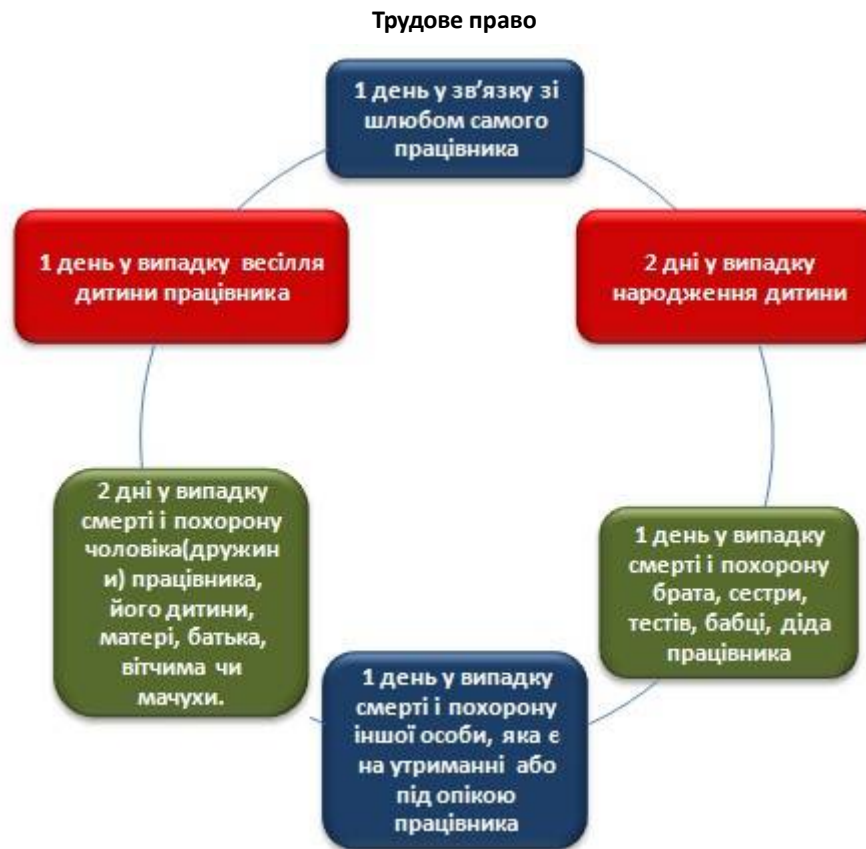 Трудове право
1 день у зв'язку зі
шлюбом самого
працівника
1 день у випадку весілля
дитини працівника
2 дні у випадку
народження дитини
2 дні у випадку
смерті і похорону
чоловіка(дружин
и) працівника,
його дитини,
матері, батька,
вітчима чи
мачухи.
1 день у випадку
смерті і похорону
брата, сестри,
тестів, бабці, діда
працівника
1 день у випадку
смерті і похорону
іншої особи, яка є
на утриманні або
під опікою
працівника